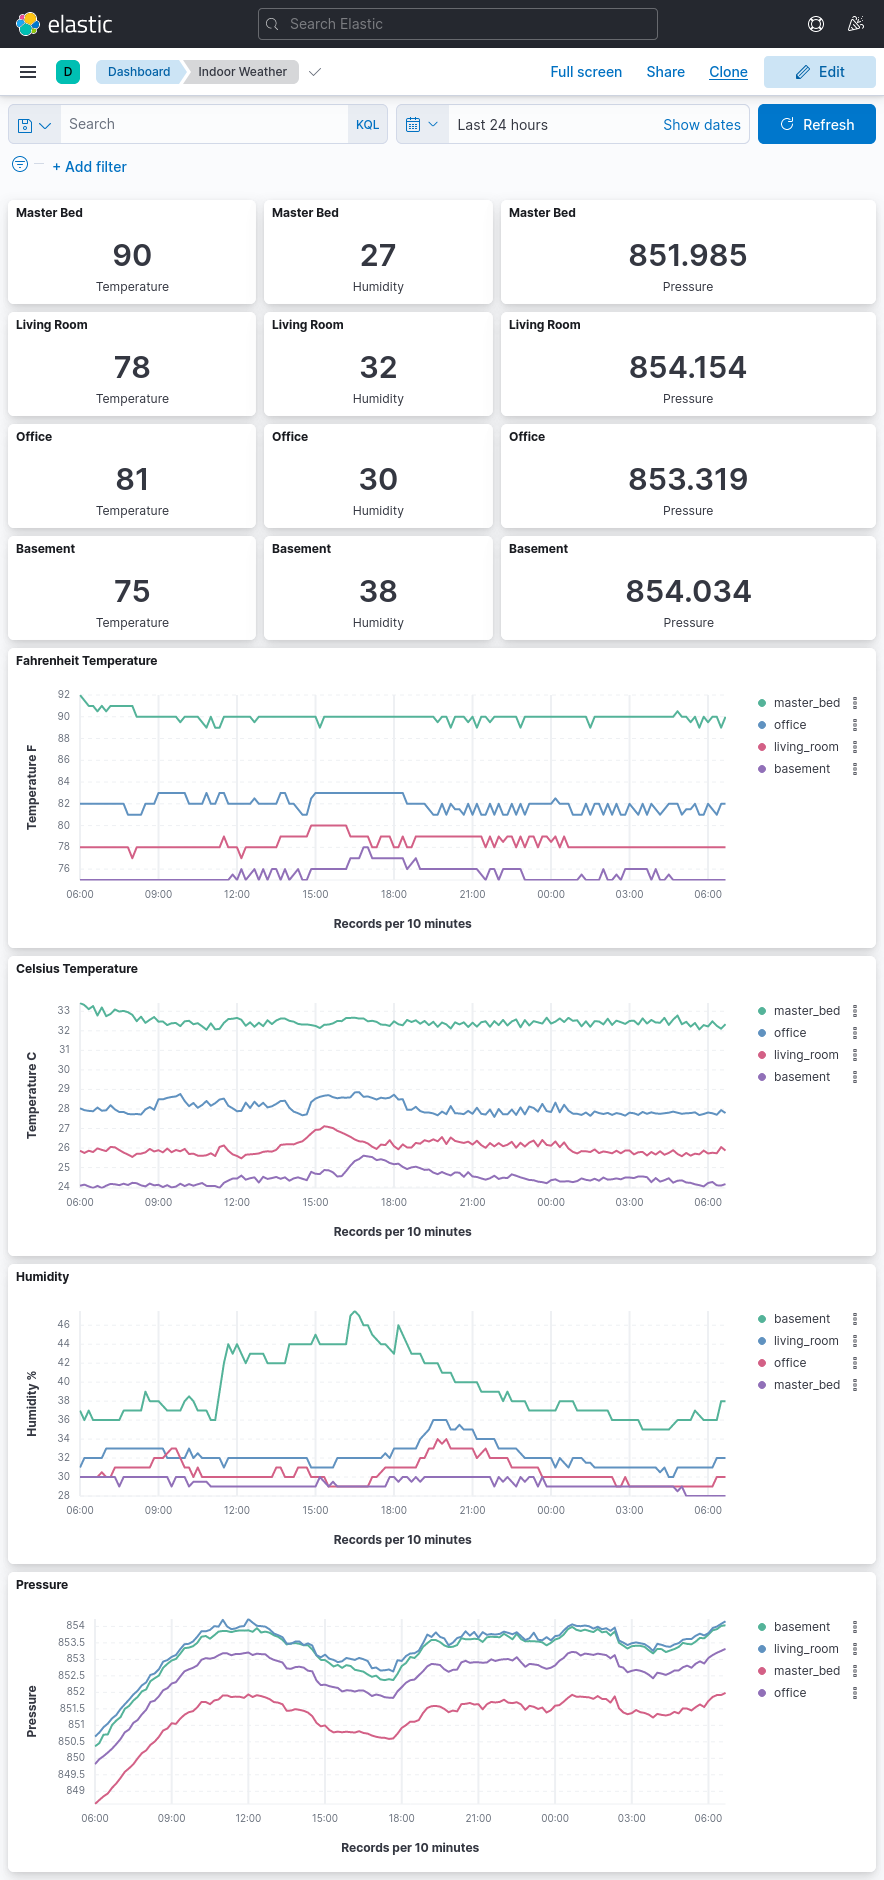 elastic
Search Elastic
D
Dashboard
Indoor Weather
Full screen
Share
Clone
Edit
Search
KQL
Last 24 hours
Show dates
Refresh
+ Add filter
Master Bed
90
Temperature
Master Bed
27
Humidity
Master Bed
851.985
Pressure
Living Room
78
Temperature
Living Room
32
Humidity
Living Room
854.154
Pressure
Office
81
Temperature
Office
30
Humidity
Office
853.319
Pressure
Basement
75
Temperature
Basement
38
Humidity
Basement
854.034
Pressure
Fahrenheit Temperature
Temperature F
92
90
88
86
84
82
80
78
76
06:00
09:00
12:00
15:00
18:00
21:00
00:00
03:00
06:00
Records per 10 minutes
master_bed
office
living_room
basement
Celsius Temperature
Temperature C
33
32
31
30
29
28
27
26
25
24
06:00
09:00
12:00
15:00
18:00
21:00
00:00
03:00
06:00
Records per 10 minutes
master_bed
office
living_room
basement
Humidity
Humidity %
46
44
42
40
38
36
34
32
30
28
06:00
09:00
12:00
15:00
18:00
21:00
00:00
03:00
06:00
Records per 10 minutes
basement
living_room
office
master_bed
Pressure
Pressure
854
853.5
853
852.5
852
851.5
851
850.5
850
849.5
849
06:00
09:00
12:00
15:00
18:00
21:00
00:00
03:00
06:00
Records per 10 minutes
basement
living_room
master_bed
office